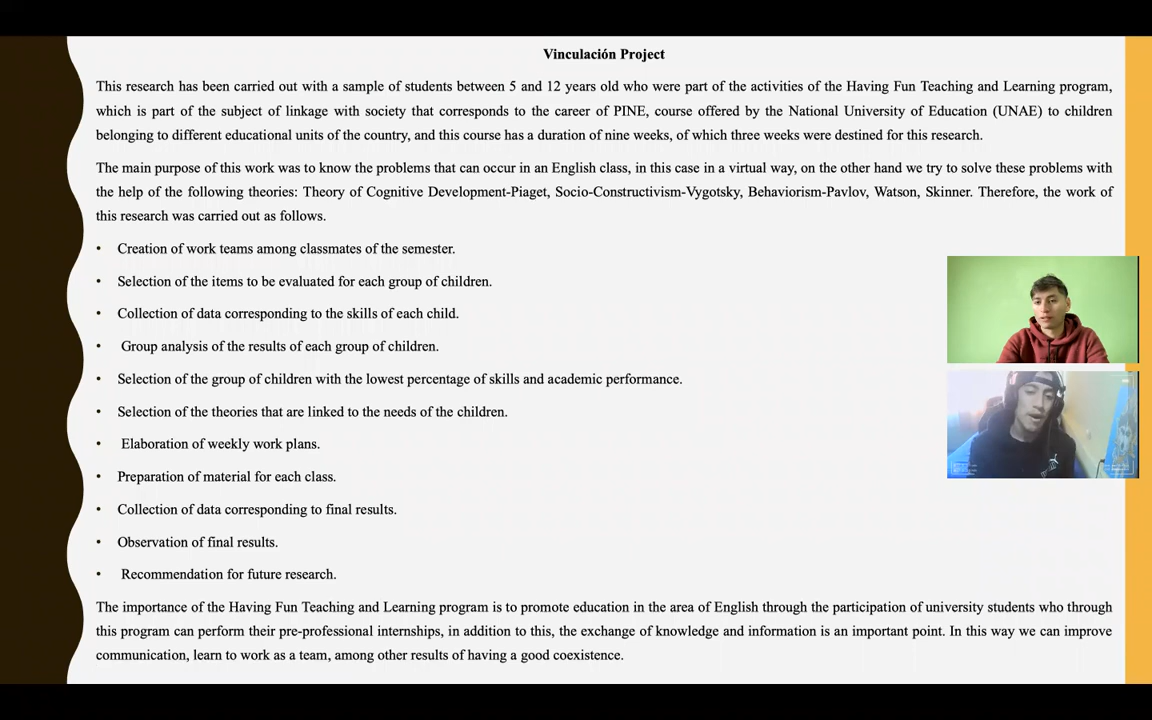 Vinculación Project
This research has been carried out with a sample of students between 5 and 12 years old who were part of the activities of the Having Fun Teaching and Learning program,
which is part of the subject of linkage with society that corresponds to the career of PINE, course offered by the National University of Education (UNAE) to children
belonging to different educational units of the country, and this course has a duration of nine weeks, of which three weeks were destined for this research.
The main purpose of this work was to know the problems that can occur in an English class, in this case in a virtual way, on the other hand we try to solve these problems with
the help of the following theories: Theory of Cognitive Development-Piaget, Socio-Constructivism-Vygotsky, Behaviorism-Pavlov, Watson, Skinner. Therefore, the work of
this research was carried out as follows.
• Creation of work teams among classmates of the semester.
• Selection of the items to be evaluated for each group of children.
• Collection of data corresponding to the skills of each child.
• Group analysis of the results of each group of children.
• Selection of the group of children with the lowest percentage of skills and academic performance.
• Selection of the theories that are linked to the needs of the children.
• Elaboration of weekly work plans.
• Preparation of material for each class.
• Collection of data corresponding to final results.
• Observation of final results.
• Recommendation for future research.
The importance of the Having Fun Teaching and Learning program is to promote education in the area of English through the participation of university students who through
this program can perform their pre-professional internships, in addition to this, the exchange of knowledge and information is an important point. In this way we can improve
communication, learn to work as a team, among other results of having a good coexistence.